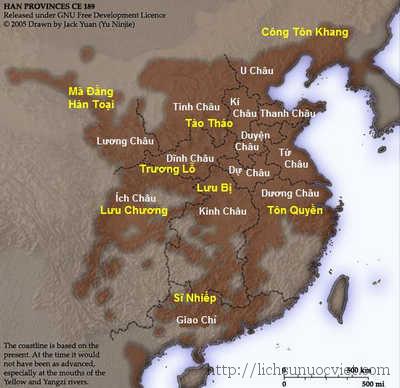 HAN PROVINCES CE 189
Released under GNU Free Development Licence
© 2005 Drawn by Jack Yuan (Yu Ninjie)
Công Tôn Khang
U Châu
Mã Đằng
Hàn Toại
Kí
Châu
Tinh Châu
Thanh Châu
Tào Tháo
Duyện
Châu
Lương Châu
Từ
Châu
Dĩnh Châu
Dự
Châu
Trương Lỗ
Lưu Bị
Dương Châu
Ích Châu
Lưu Chương
Kinh Châu
Tôn Quyền
Sĩ Nhiếp
Giao Chỉ
The coastline is based on the
present. At the time it would
not have been as advanced,
especially at the mouths of the
Yellow and Yangzi rivers.
http://lichsunuocviet.com
500 km
500 mi